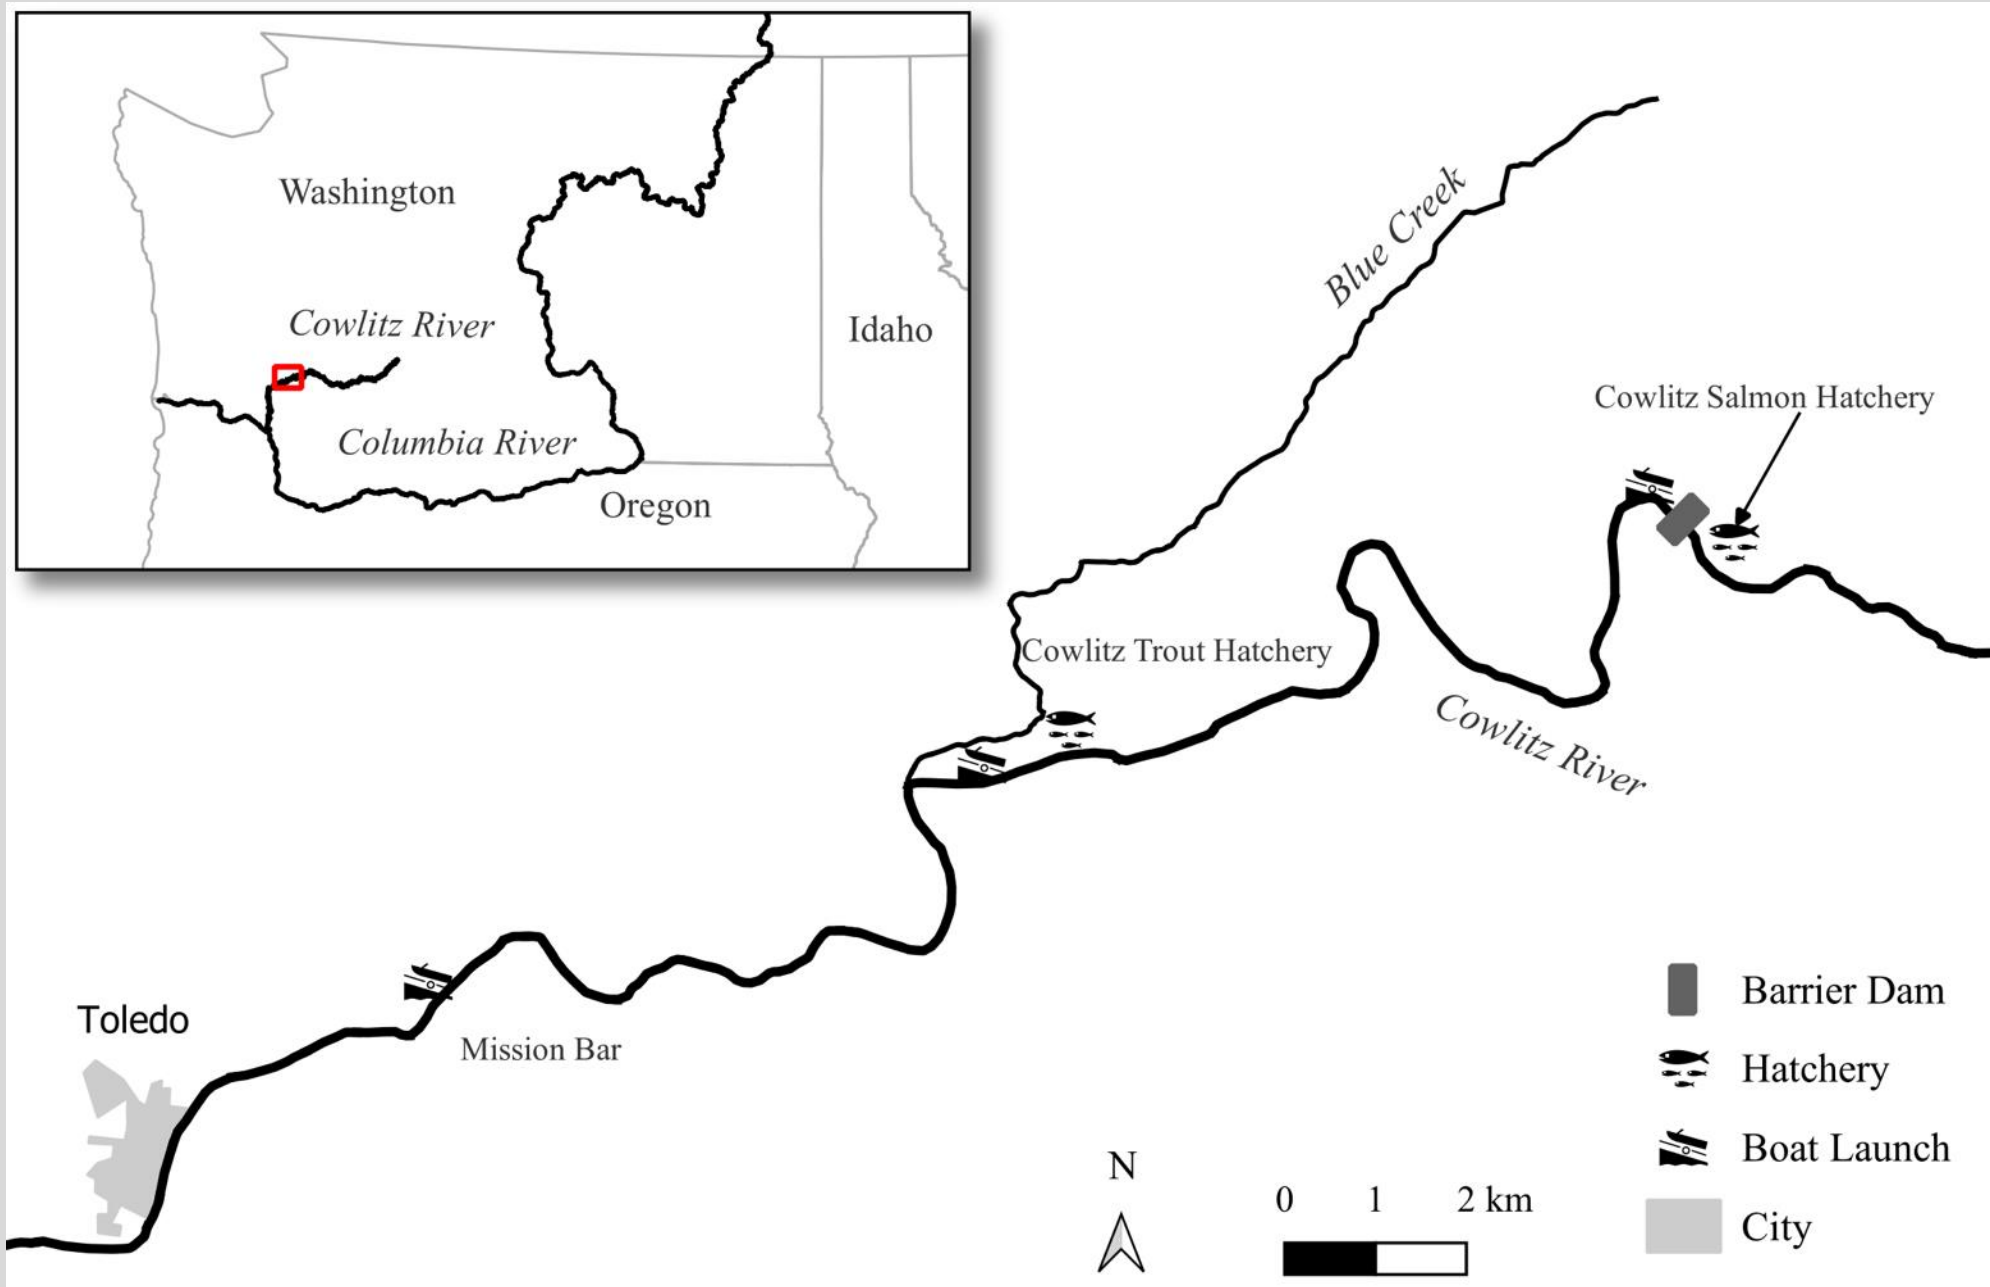 Washington
Cowlitz River
Columbia River
Idaho
Oregon
Blue Creek
Cowlitz Salmon Hatchery
Cowlitz Trout Hatchery
Cowlitz River
Toledo
Mission Bar
N
0 1 2 km
Barrier Dam
Hatchery
Boat Launch
City